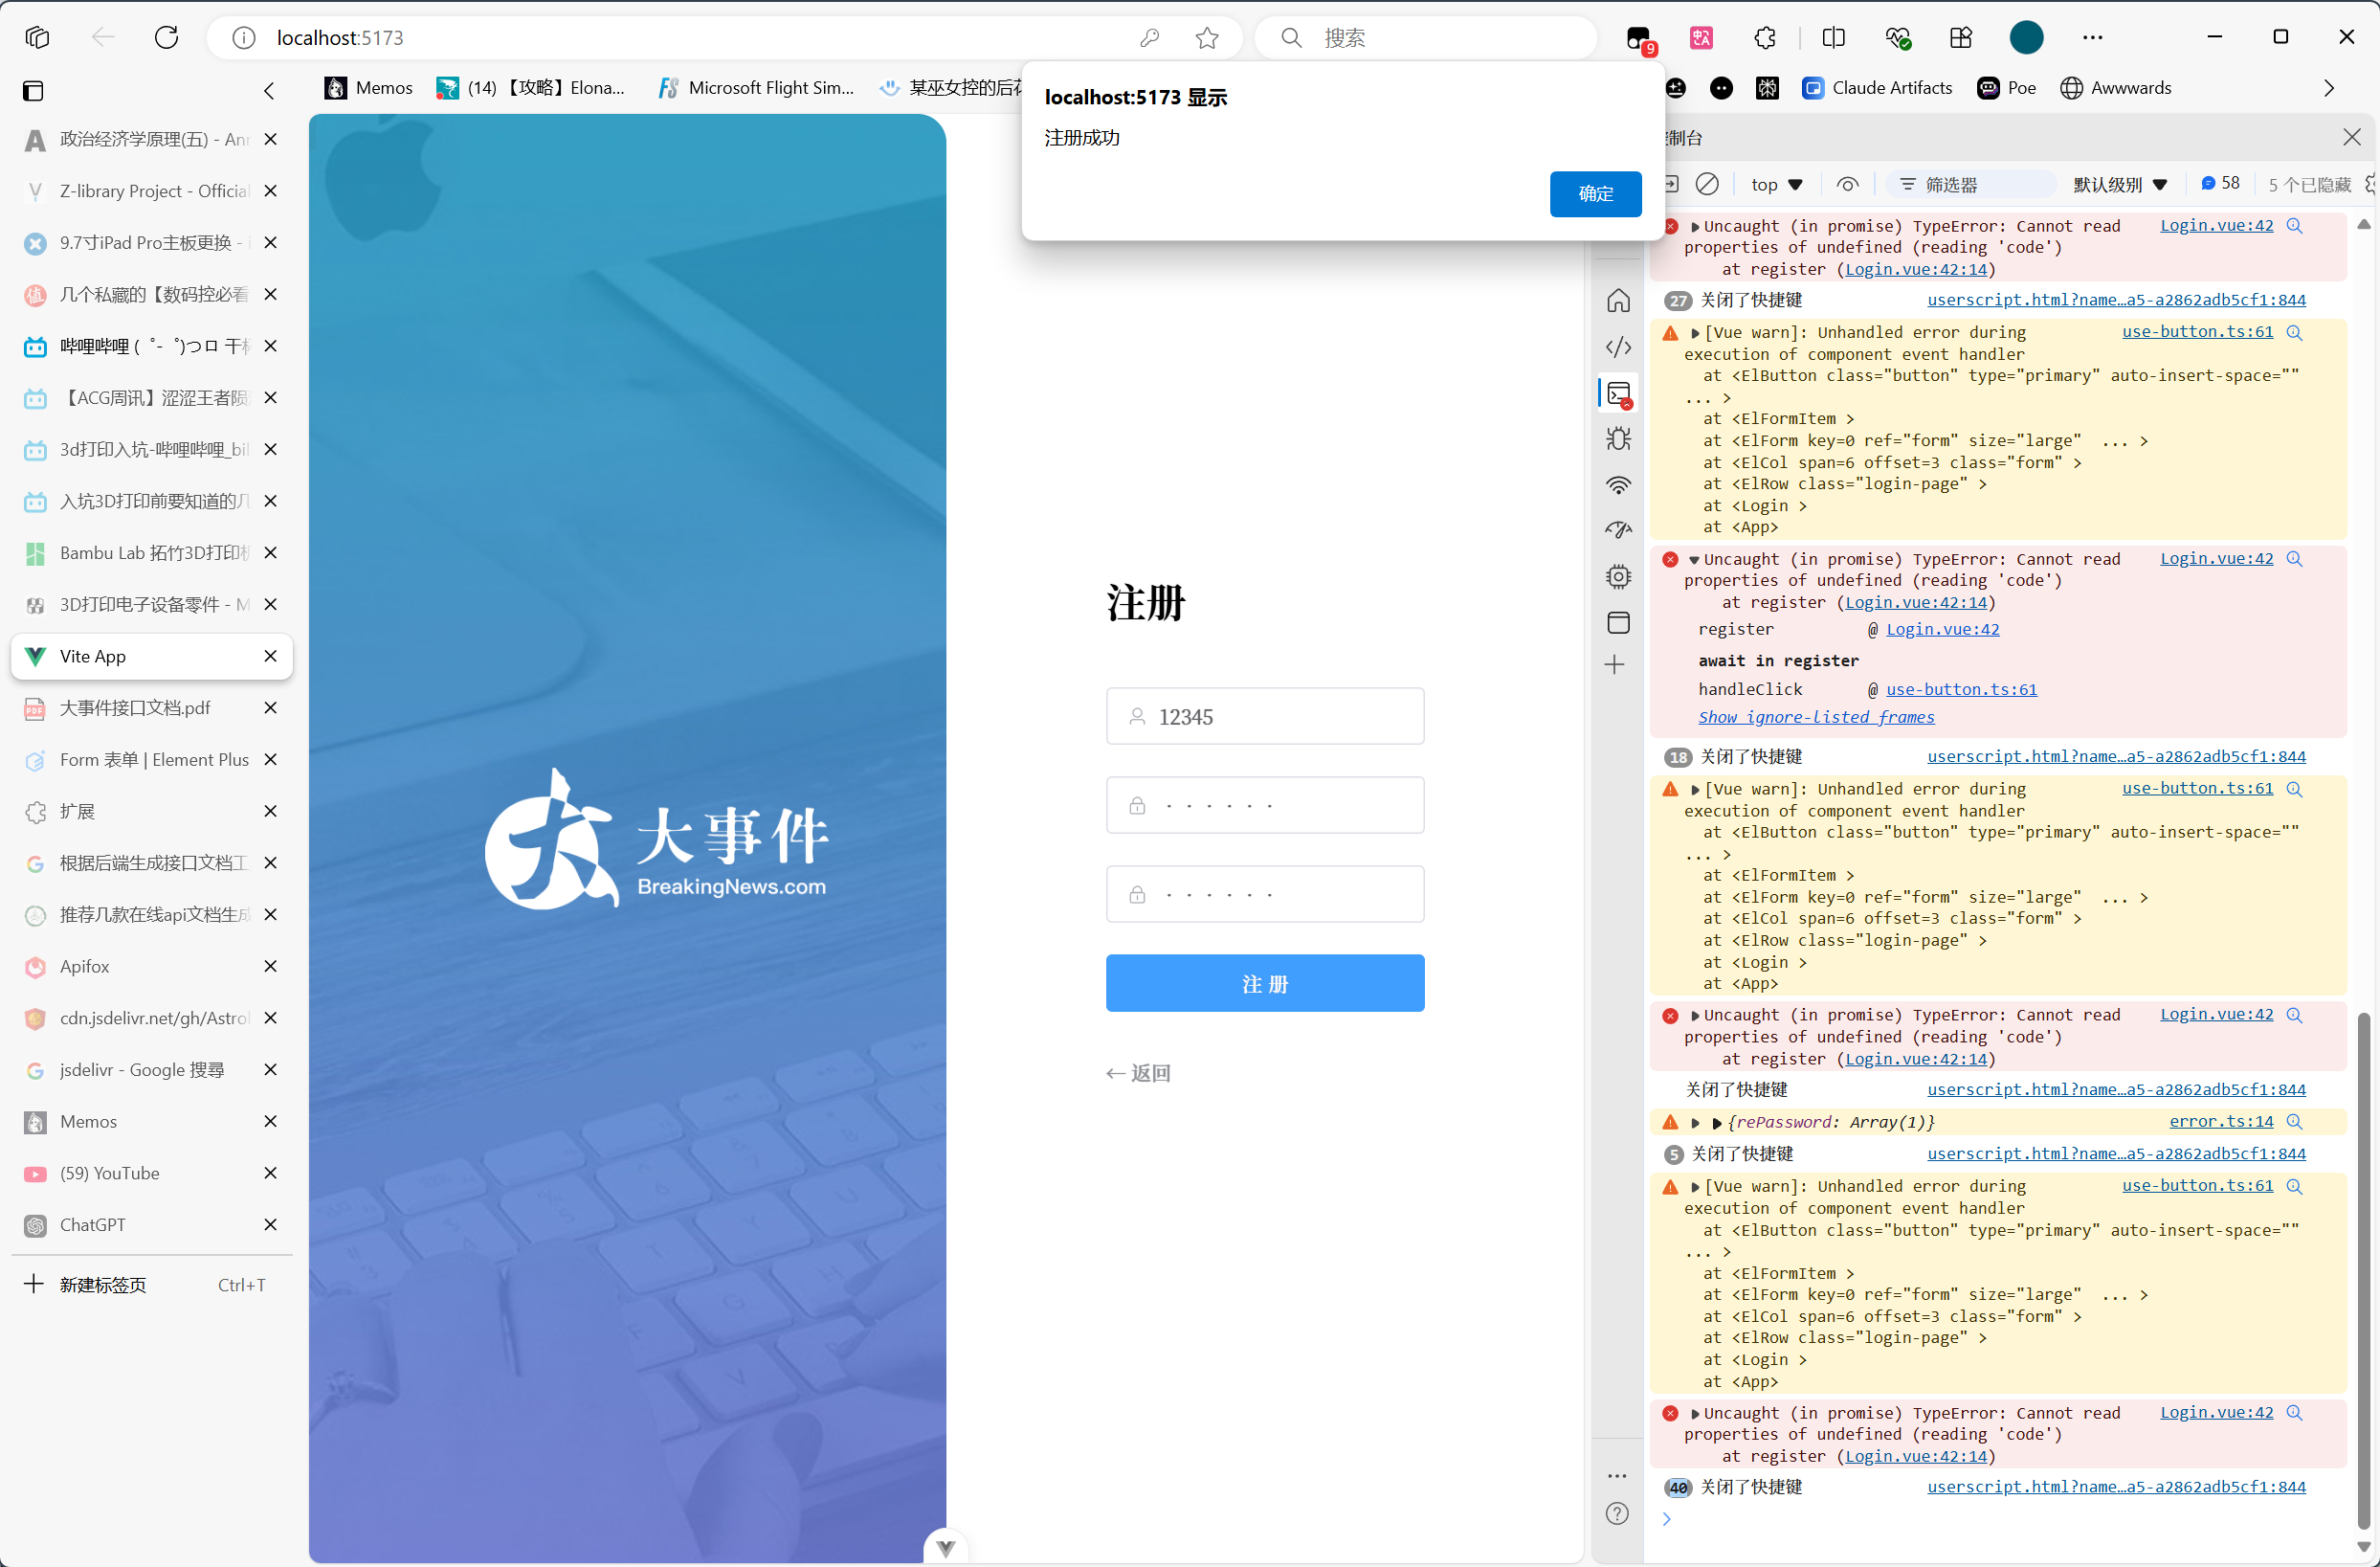 localhost:5173
搜索
9
Memos
(14) 【攻略】Elona...
FS
Microsoft Flight Sim...
某巫女控的后花
Claude Artifacts
Poe
Awwwards
localhost:5173 显示
注册成功
确定
政治经济学原理(五) - Ann
Z-library Project - Official
9.7寸iPad Pro主板更换 -
几个私藏的【数码控必看
哔哩哔哩 (゜-゜)つロ 干杯
【ACG周讯】涩涩王者陨
3d打印入坑-哔哩哔哩_bil
入坑3D打印前要知道的几
Bambu Lab 拓竹3D打印机
3D打印电子设备零件 - M
Vite App
大事件接口文档.pdf
Form 表单 | Element Plus
扩展
根据后端生成接口文档工
推荐几款在线api文档生成
Apifox
cdn.jsdelivr.net/gh/Astrol
jsdelivr - Google 搜尋
Memos
(59) YouTube
ChatGPT
新建标签页 Ctrl+T
大事件
BreakingNews.com
注册
12345
注 册
← 返回
制台
top
筛选器
默认级别
58
5 个已隐藏
Uncaught (in promise) TypeError: Cannot read Login.vue:42
properties of undefined (reading 'code')
at register (Login.vue:42:14)
27 关闭了快捷键 userscript.html?name…a5-a2862adb5cf1:844
[Vue warn]: Unhandled error during use-button.ts:61
execution of component event handler
at <ElButton class="button" type="primary" auto-insert-space=""
... >
at <ElFormItem >
at <ElForm key=0 ref="form" size="large" ... >
at <ElCol span=6 offset=3 class="form" >
at <ElRow class="login-page" >
at <Login >
at <App>
Uncaught (in promise) TypeError: Cannot read Login.vue:42
properties of undefined (reading 'code')
at register (Login.vue:42:14)
register @ Login.vue:42
await in register
handleClick @ use-button.ts:61
Show ignore-listed frames
18 关闭了快捷键 userscript.html?name…a5-a2862adb5cf1:844
[Vue warn]: Unhandled error during use-button.ts:61
execution of component event handler
at <ElButton class="button" type="primary" auto-insert-space=""
... >
at <ElFormItem >
at <ElForm key=0 ref="form" size="large" ... >
at <ElCol span=6 offset=3 class="form" >
at <ElRow class="login-page" >
at <Login >
at <App>
Uncaught (in promise) TypeError: Cannot read Login.vue:42
properties of undefined (reading 'code')
at register (Login.vue:42:14)
关闭了快捷键 userscript.html?name…a5-a2862adb5cf1:844
{rePassword: Array(1)} error.ts:14
5 关闭了快捷键 userscript.html?name…a5-a2862adb5cf1:844
[Vue warn]: Unhandled error during use-button.ts:61
execution of component event handler
at <ElButton class="button" type="primary" auto-insert-space=""
... >
at <ElFormItem >
at <ElForm key=0 ref="form" size="large" ... >
at <ElCol span=6 offset=3 class="form" >
at <ElRow class="login-page" >
at <Login >
at <App>
Uncaught (in promise) TypeError: Cannot read Login.vue:42
properties of undefined (reading 'code')
at register (Login.vue:42:14)
40 关闭了快捷键 userscript.html?name…a5-a2862adb5cf1:844